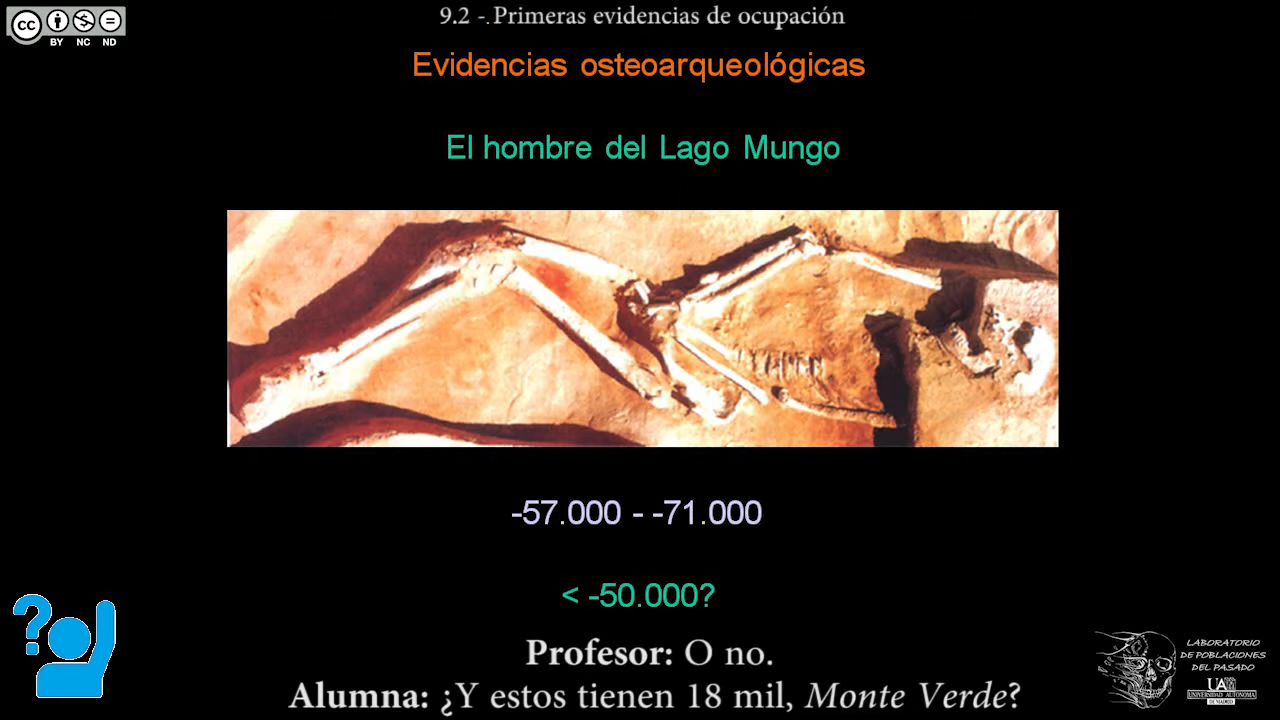 9.2 -. Primeras evidencias de ocupación
cc
BY NC ND
Evidencias osteoarqueológicas
El hombre del Lago Mungo
-57.000 - -71.000
< -50.000?
?
Profesor: O no.
Alumna: ¿Y estos tienen 18 mil, Monte Verde?
LABORATORIO
DE POBLACIONES
DEL PASADO
UAM
UNIVERSIDAD AUTONOMA
DE MADRID